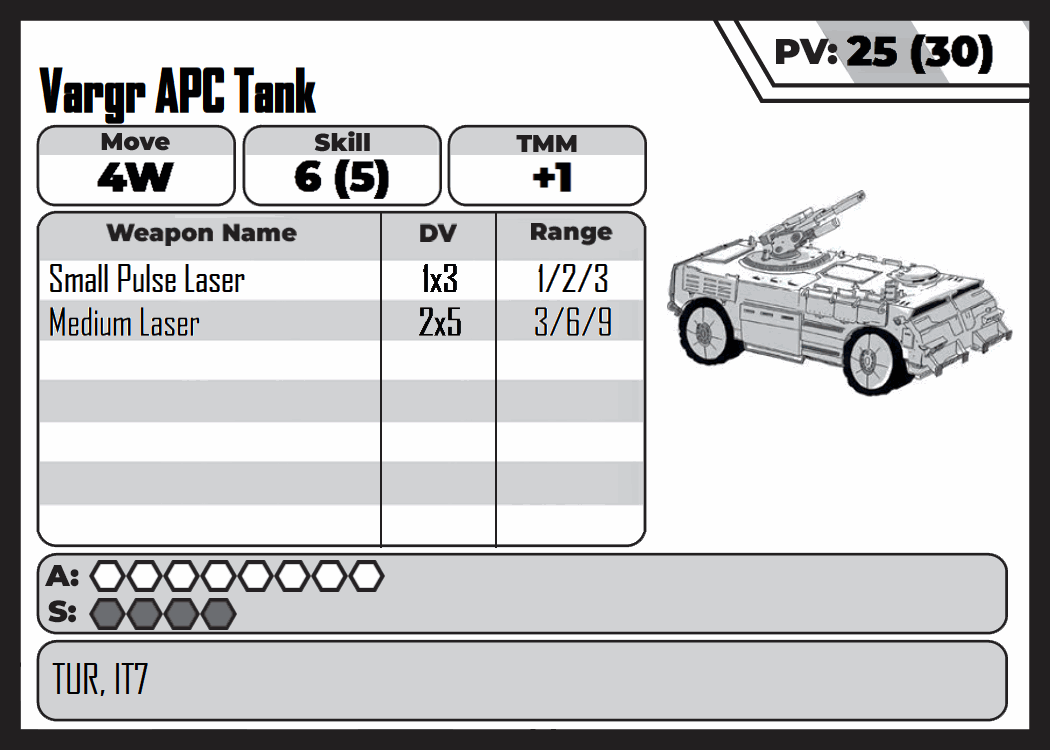 PV: 25 (30)
Vargr APC Tank
Move Skill TMM
4W 6 (5) +1
Weapon Name DV Range
Small Pulse Laser 1x3 1/2/3
Medium Laser 2x5 3/6/9
A:
S:
TUR, IT7